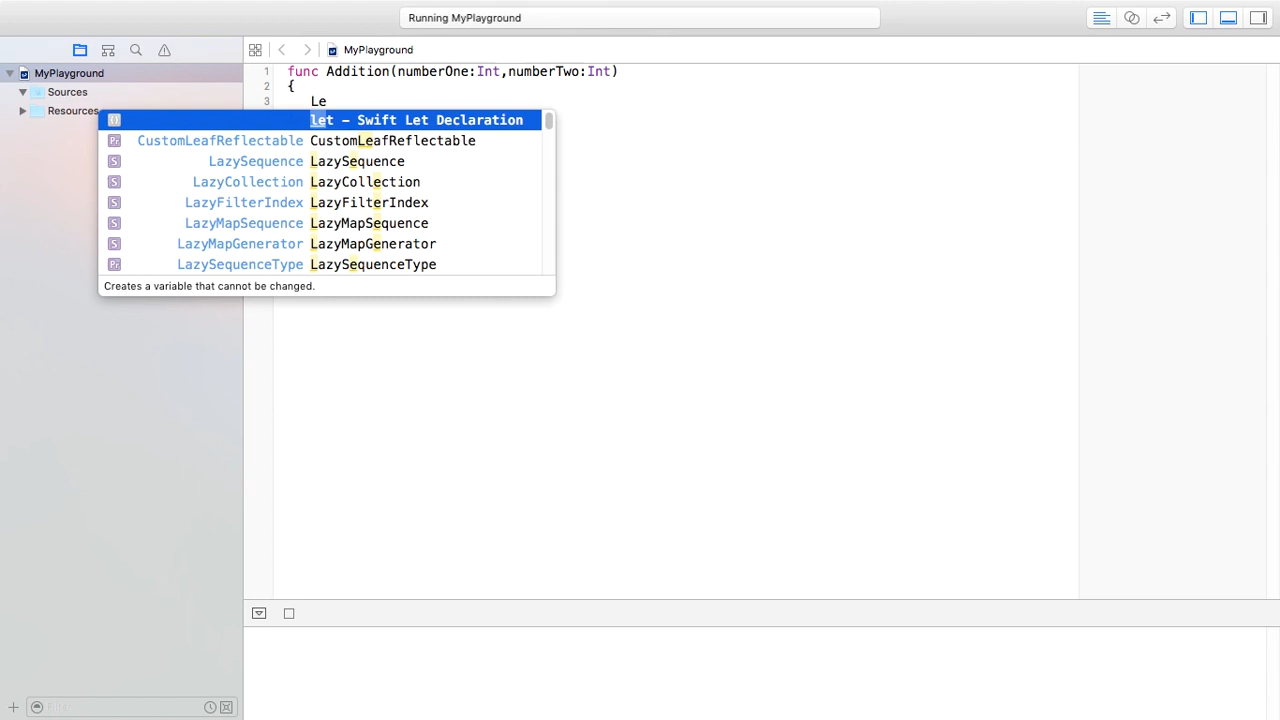 Running MyPlayground
MyPlayground
MyPlayground
1 func Addition(numberOne:Int,numberTwo:Int)
Sources
2 {
3 Le
Resources
let – Swift Let Declaration
CustomLeafReflectable CustomLeafReflectable
LazySequence LazySequence
LazyCollection LazyCollection
LazyFilterIndex LazyFilterIndex
LazyMapSequence LazyMapSequence
LazyMapGenerator LazyMapGenerator
LazySequenceType LazySequenceType
Creates a variable that cannot be changed.
Filter